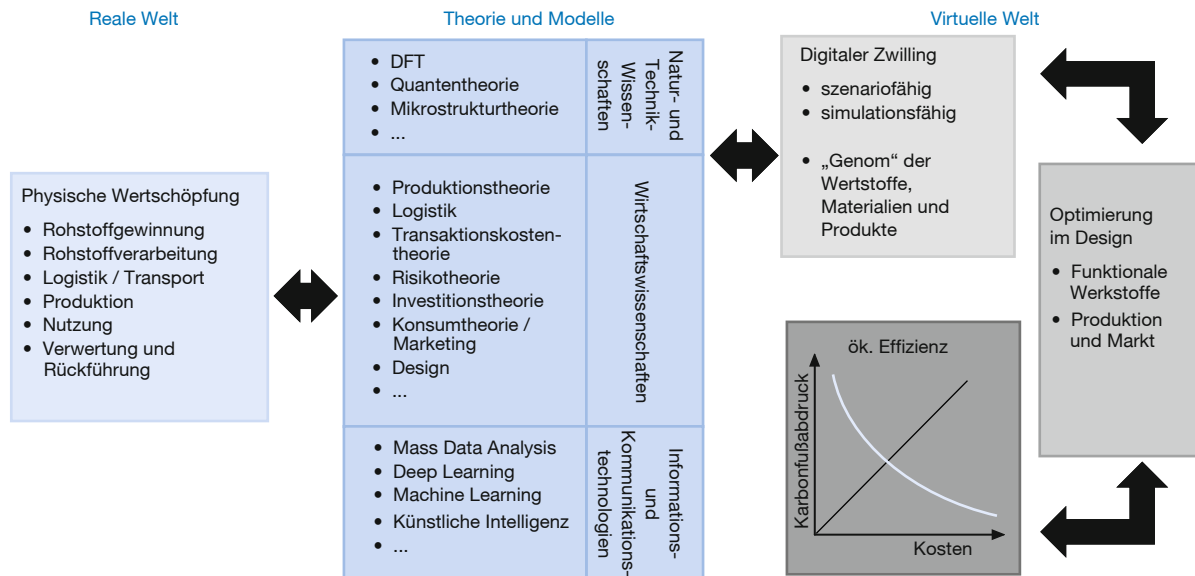 Reale Welt
Theorie und Modelle
Virtuelle Welt
Physische Wertschöpfung
• Rohstoffgewinnung
• Rohstoffverarbeitung
• Logistik / Transport
• Produktion
• Nutzung
• Verwertung und
Rückführung
• DFT
• Quantentheorie
• Mikrostrukturtheorie
• ...
Natur- und
Technik-
Wissen-
schaften
• Produktionstheorie
• Logistik
• Transaktionskosten-
theorie
• Risikotheorie
• Investitionstheorie
• Konsumtheorie /
Marketing
• Design
• ...
Wirtschaftswissenschaften
• Mass Data Analysis
• Deep Learning
• Machine Learning
• Künstliche Intelligenz
• ...
Informations-
und
Kommunikations-
technologien
Digitaler Zwilling
• szenariofähig
• simulationsfähig
• „Genom“ der
Wertstoffe,
Materialien und
Produkte
Optimierung
im Design
• Funktionale
Werkstoffe
• Produktion
und Markt
ök. Effizienz
Karbonfußabdruck
Kosten